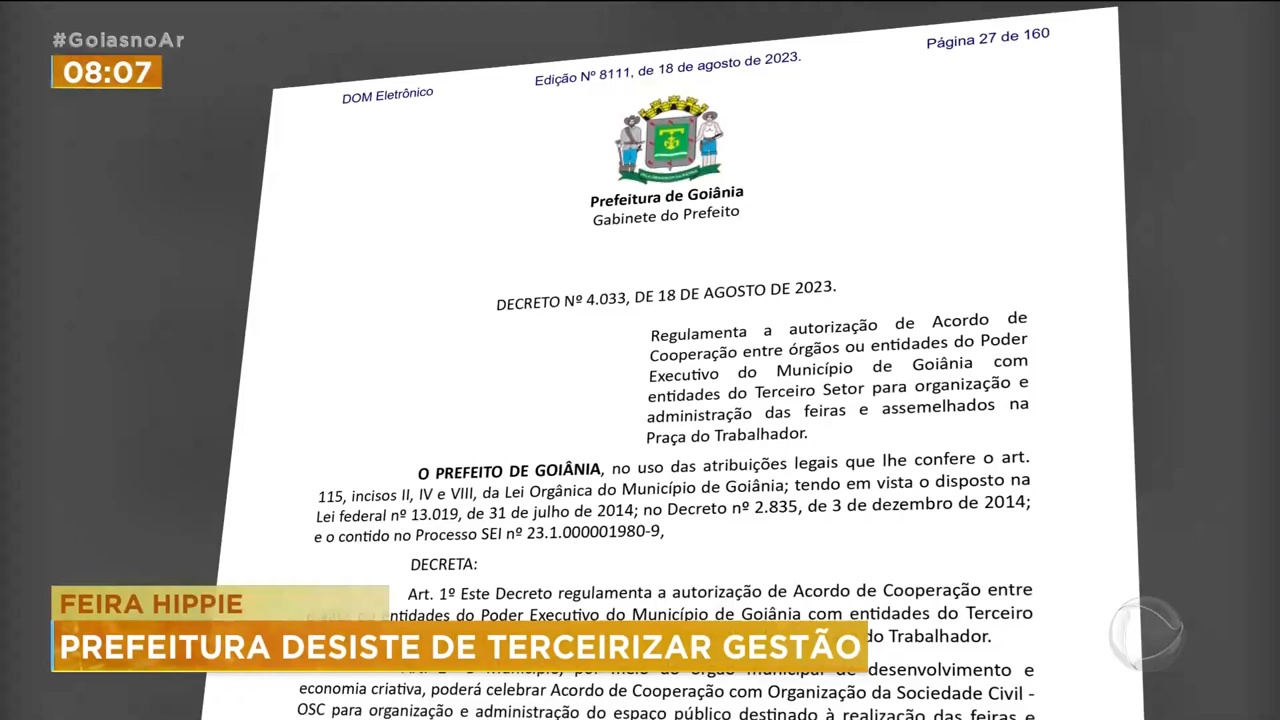 #GoiasnoAr
08:07
DOM Eletrônico
Edição Nº 8111, de 18 de agosto de 2023.
Página 27 de 160
Prefeitura de Goiânia
Gabinete do Prefeito
DECRETO Nº 4.033, DE 18 DE AGOSTO DE 2023.
Regulamenta a autorização de Acordo de
Cooperação entre órgãos ou entidades do Poder
Executivo do Município de Goiânia com
entidades do Terceiro Setor para organização e
administração das feiras e assemelhados na
Praça do Trabalhador.
O PREFEITO DE GOIÂNIA, no uso das atribuições legais que lhe confere o art.
115, incisos II, IV e VIII, da Lei Orgânica do Município de Goiânia; tendo em vista o disposto na
Lei federal nº 13.019, de 31 de julho de 2014; no Decreto nº 2.835, de 3 de dezembro de 2014;
e o contido no Processo SEI nº 23.1.000001980-9,
DECRETA:
Art. 1º Este Decreto regulamenta a autorização de Acordo de Cooperação entre
entidades do Poder Executivo do Município de Goiânia com entidades do Terceiro
do Trabalhador.
desenvolvimento e
economia criativa, poderá celebrar Acordo de Cooperação com Organização da Sociedade Civil -
OSC para organização e administração do espaço público destinado à realização das feiras e
FEIRA HIPPIE
PREFEITURA DESISTE DE TERCEIRIZAR GESTÃO